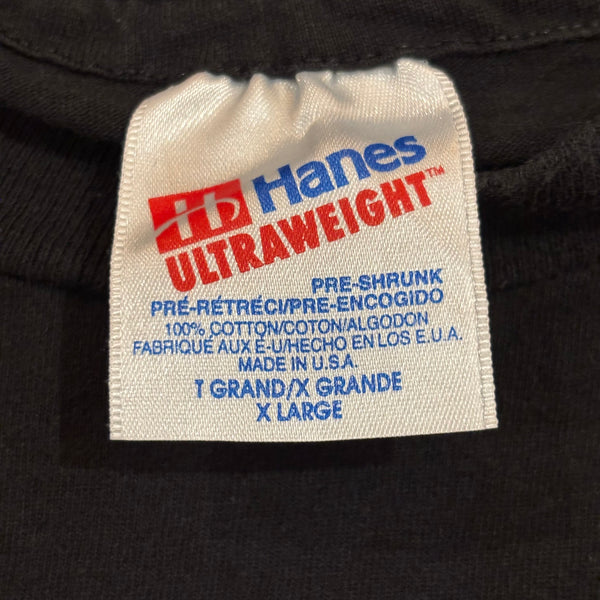 Hanes
ULTRAWEIGHT™
PRE-SHRUNK
PRÉ-RÉTRÉCI/PRE-ENCOGIDO
100% COTTON/COTON/ALGODON
FABRIQUÉ AUX É-U/HECHO EN LOS E.U.A.
MADE IN U.S.A.
T GRAND/X GRANDE
X LARGE